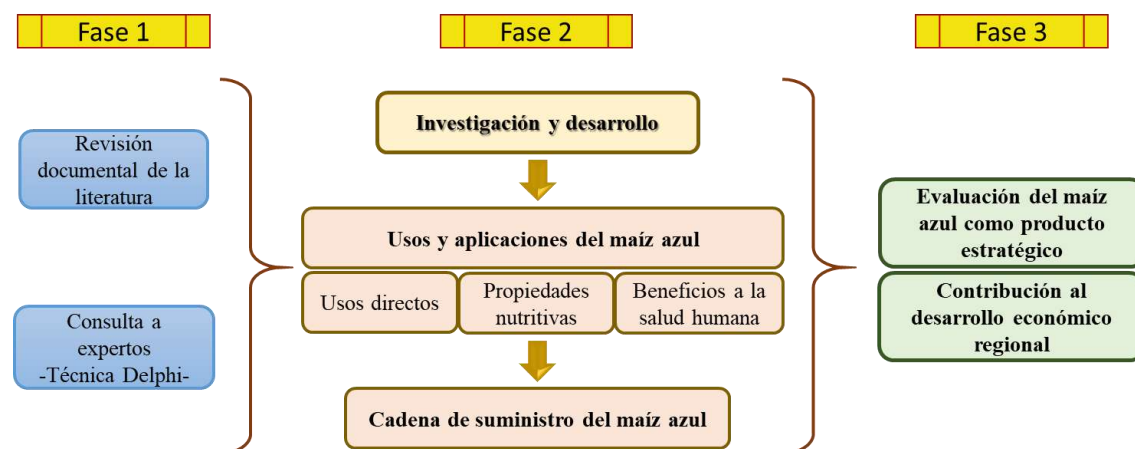 Fase 1
Fase 2
Fase 3
Revisión
documental de la
literatura
Consulta a
expertos
-Técnica Delphi-
Investigación y desarrollo
Usos y aplicaciones del maíz azul
Usos directos
Propiedades
nutritivas
Beneficios a la
salud humana
Cadena de suministro del maíz azul
Evaluación del maíz
azul como producto
estratégico
Contribución al
desarrollo económico
regional